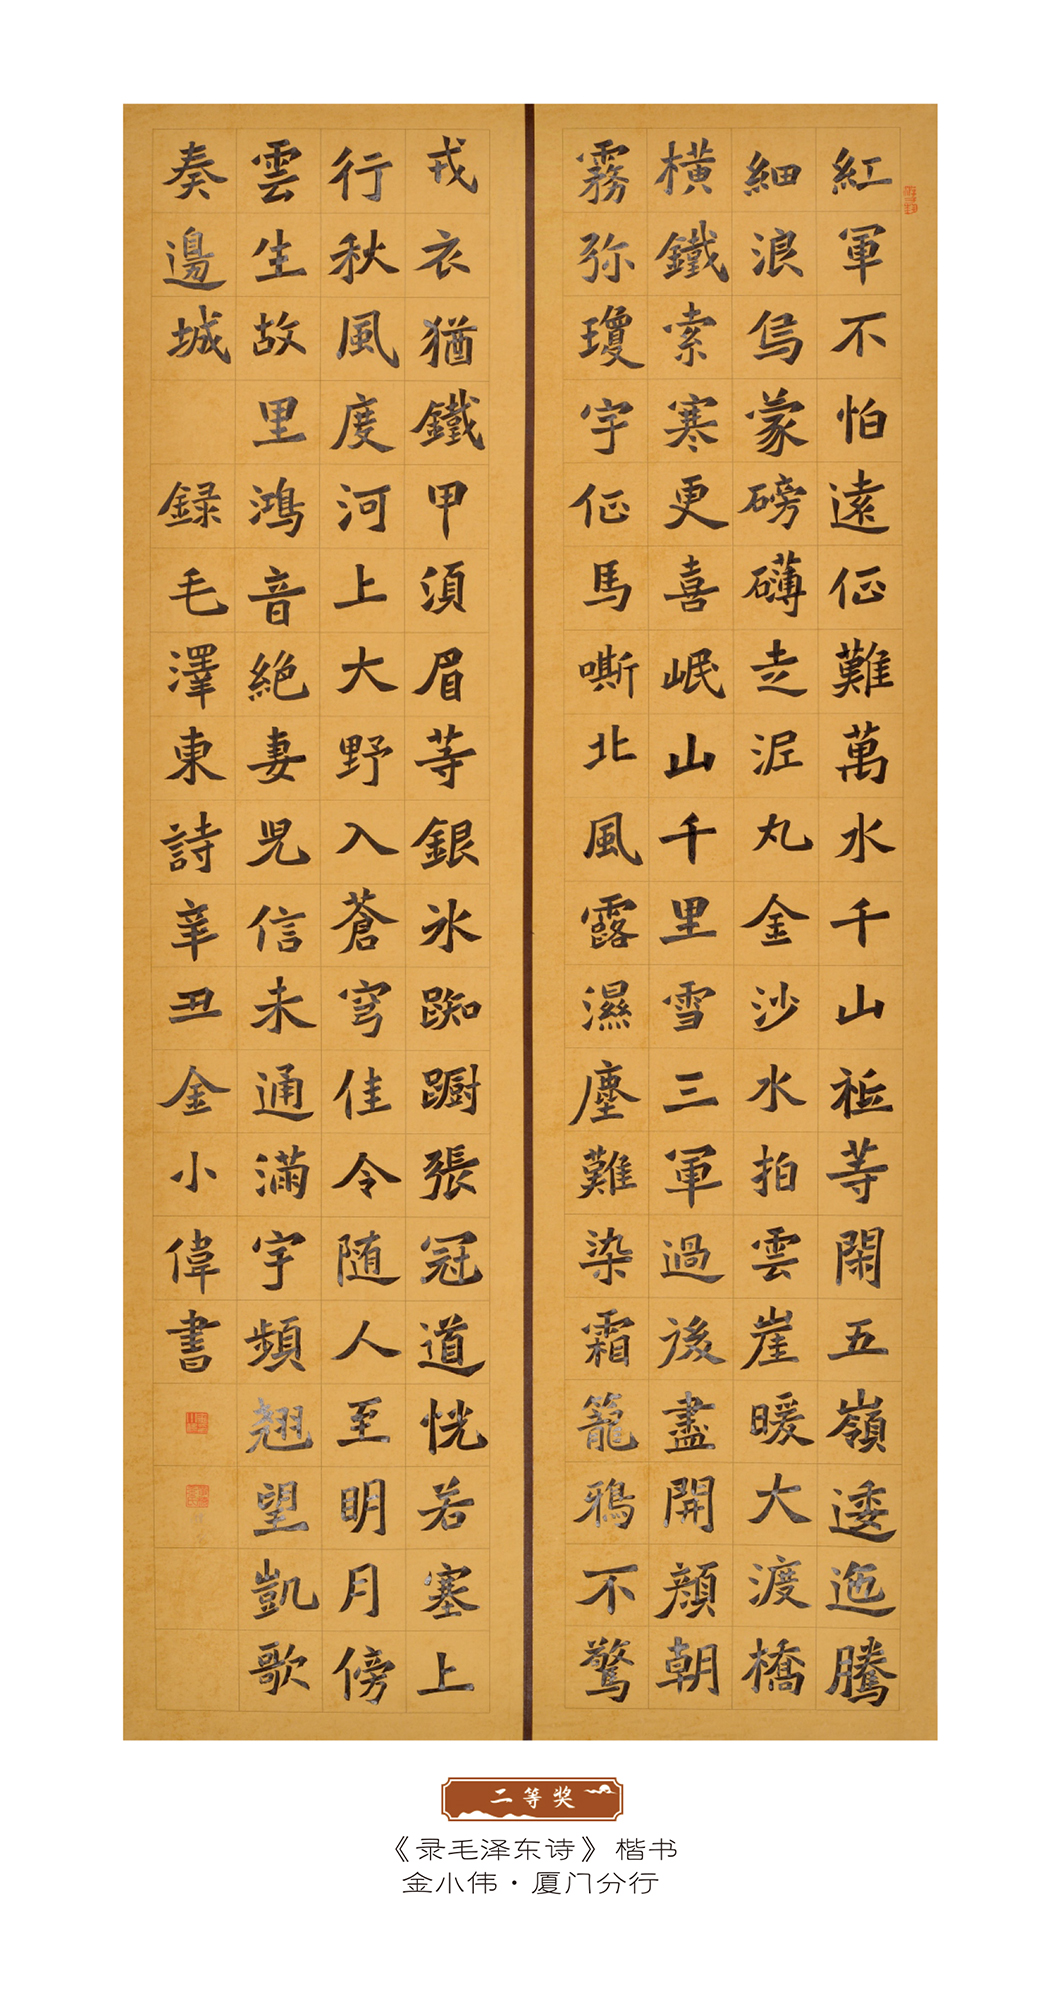 紅軍不怕遠征難萬水千山祗等閑五嶺逶迤騰
細浪烏蒙磅礴走泥丸金沙水拍雲崖暖大渡橋
橫鐵索寒更喜岷山千里雪三軍過後盡開顏朝
霧弥瓊宇征馬嘶北風露濕塵難染霜籠鴉不驚
戎衣猶鐵甲須眉等銀冰踟躕張冠道恍若塞上
行秋風度河上大野入蒼穹佳令随人至明月傍
雲生故里鴻音絕妻兒信未通滿宇頻翹望凱歌
奏邊城 録毛澤東詩辛丑金小偉書
二等奖
《录毛泽东诗》楷书
金小伟·厦门分行